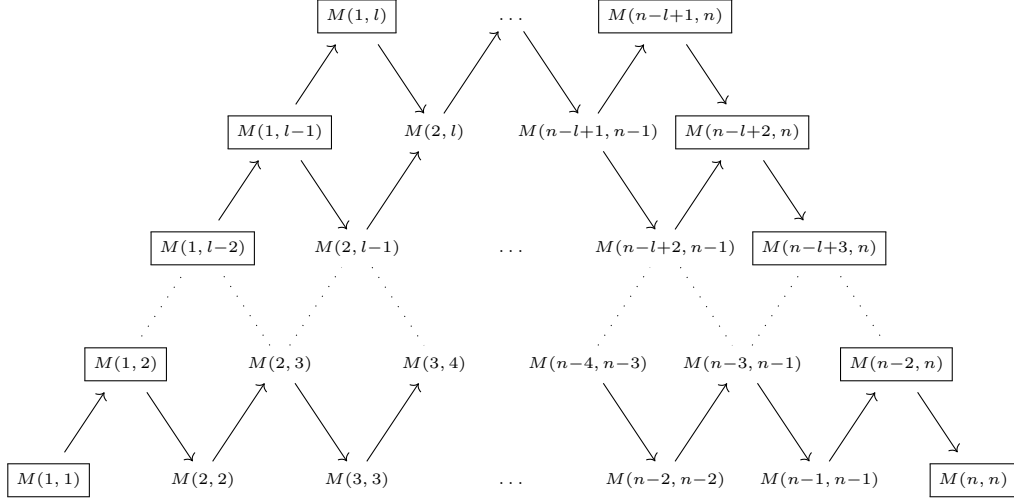 M(1, l) … M(n−l+1, n)
M(1, l−1) M(2, l) M(n−l+1, n−1) M(n−l+2, n)
M(1, l−2) M(2, l−1) … M(n−l+2, n−1) M(n−l+3, n)
M(1, 2) M(2, 3) M(3, 4) M(n−4, n−3) M(n−3, n−1) M(n−2, n)
M(1, 1) M(2, 2) M(3, 3) … M(n−2, n−2) M(n−1, n−1) M(n, n)